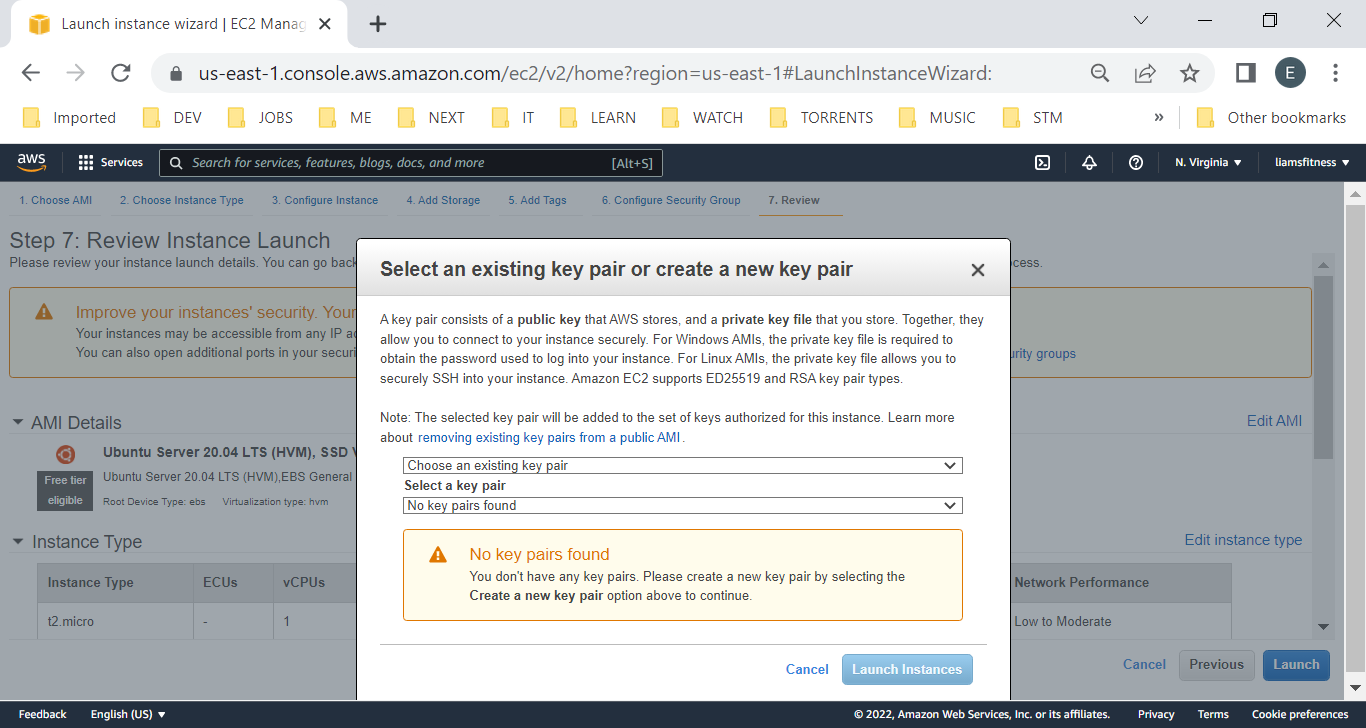 Launch instance wizard | EC2 Manag
us-east-1.console.aws.amazon.com/ec2/v2/home?region=us-east-1#LaunchInstanceWizard:
E
Imported DEV JOBS ME NEXT IT LEARN WATCH TORRENTS MUSIC STM » Other bookmarks
aws Services Search for services, features, blogs, docs, and more [Alt+S] N. Virginia liamsfitness
1. Choose AMI 2. Choose Instance Type 3. Configure Instance 4. Add Storage 5. Add Tags 6. Configure Security Group 7. Review
Step 7: Review Instance Launch
Please review your instance launch details. You can go back
cess.
Improve your instances' security. Your
Your instances may be accessible from any IP ac
You can also open additional ports in your securi
urity groups
AMI Details
Edit AMI
Ubuntu Server 20.04 LTS (HVM), SSD V
Free tier
eligible
Ubuntu Server 20.04 LTS (HVM),EBS General
Root Device Type: ebs Virtualization type: hvm
Instance Type
Edit instance type
Instance Type ECUs vCPUs Network Performance
t2.micro - 1 Low to Moderate
Cancel Previous Launch
Select an existing key pair or create a new key pair
A key pair consists of a public key that AWS stores, and a private key file that you store. Together, they
allow you to connect to your instance securely. For Windows AMIs, the private key file is required to
obtain the password used to log into your instance. For Linux AMIs, the private key file allows you to
securely SSH into your instance. Amazon EC2 supports ED25519 and RSA key pair types.
Note: The selected key pair will be added to the set of keys authorized for this instance. Learn more
about removing existing key pairs from a public AMI .
Choose an existing key pair
Select a key pair
No key pairs found
No key pairs found
You don't have any key pairs. Please create a new key pair by selecting the
Create a new key pair option above to continue.
Cancel Launch Instances
Feedback English (US) © 2022, Amazon Web Services, Inc. or its affiliates. Privacy Terms Cookie preferences